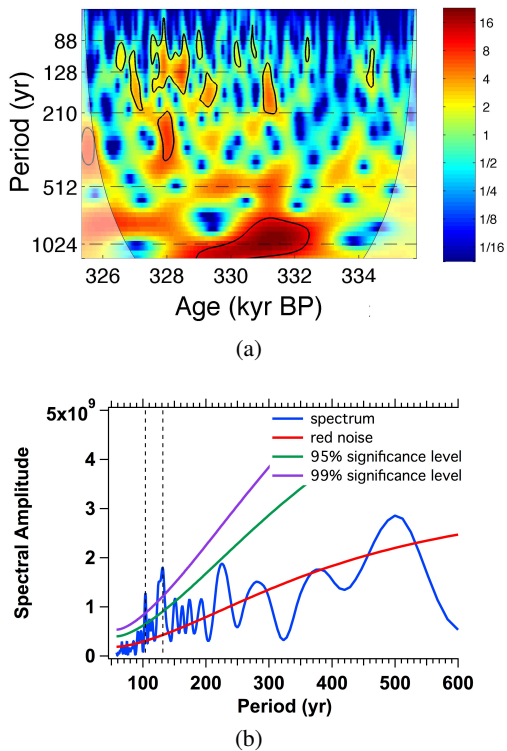 88
128
210
512
1024
Period (yr)
326 328 330 332 334
Age (kyr BP)
16
8
4
2
1
1/2
1/4
1/8
1/16
(a)
5x10⁹
4
3
2
1
0
Spectral Amplitude
spectrum
red noise
95% significance level
99% significance level
100 200 300 400 500 600
Period (yr)
(b)